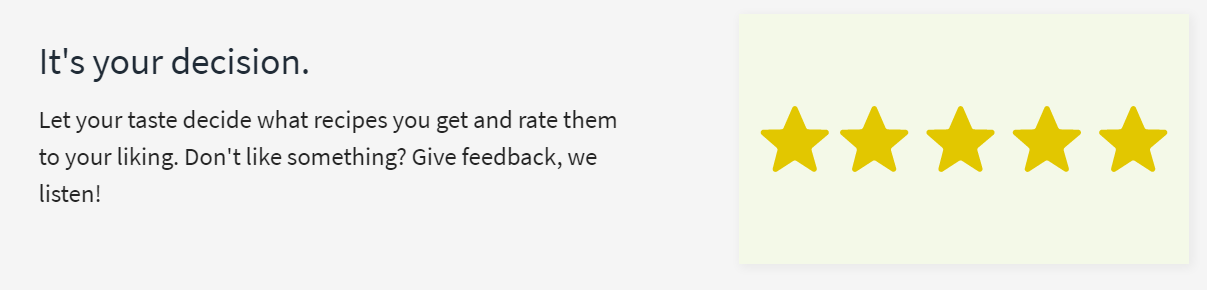 It's your decision.
Let your taste decide what recipes you get and rate them
to your liking. Don't like something? Give feedback, we
listen!